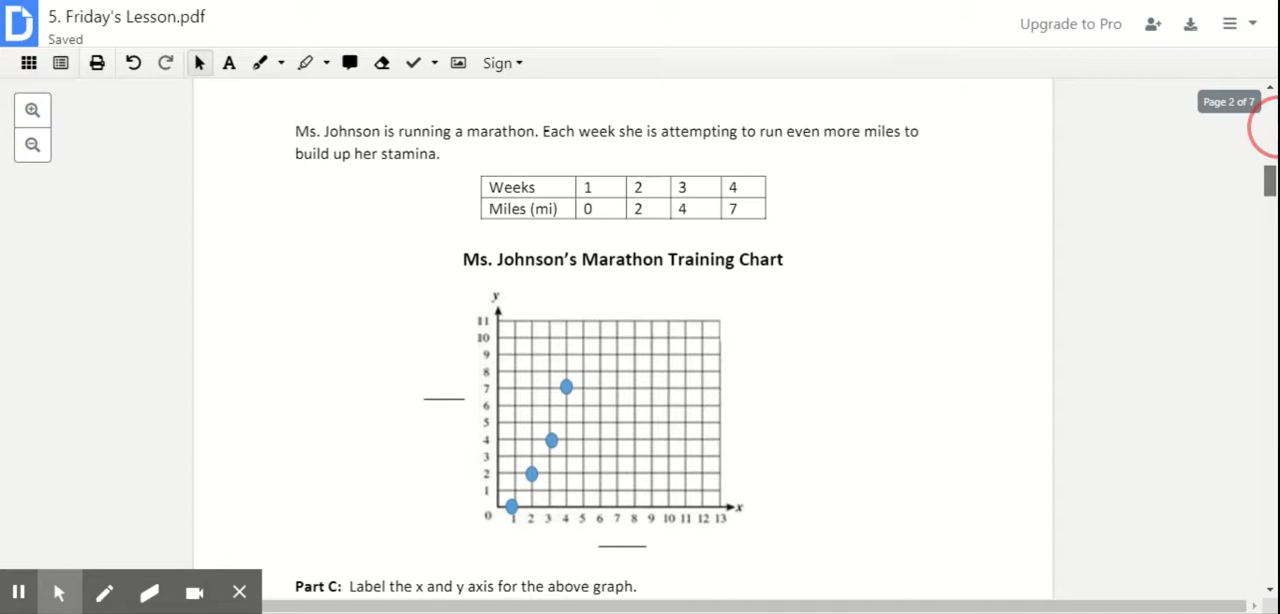 5. Friday's Lesson.pdf
Saved
Upgrade to Pro
A
Sign
Page 2 of 7
Ms. Johnson is running a marathon. Each week she is attempting to run even more miles to
build up her stamina.
Weeks 1 2 3 4
Miles (mi) 0 2 4 7
Ms. Johnson's Marathon Training Chart
y
11
10
9
8
7
6
5
4
3
2
1
0 1 2 3 4 5 6 7 8 9 10 11 12 13 x
Part C: Label the x and y axis for the above graph.